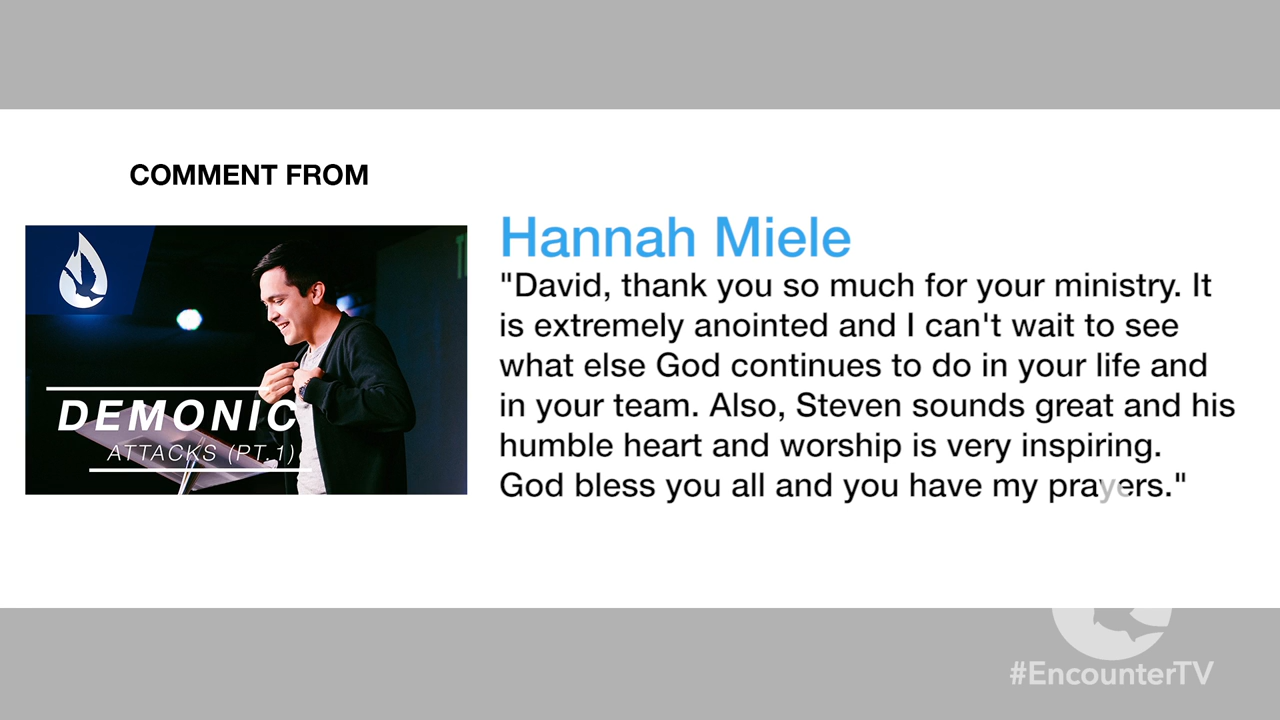 COMMENT FROM
DEMONIC
ATTACKS (PT.1)
Hannah Miele
"David, thank you so much for your ministry. It
is extremely anointed and I can't wait to see
what else God continues to do in your life and
in your team. Also, Steven sounds great and his
humble heart and worship is very inspiring.
God bless you all and you have my prayers."
#EncounterTV